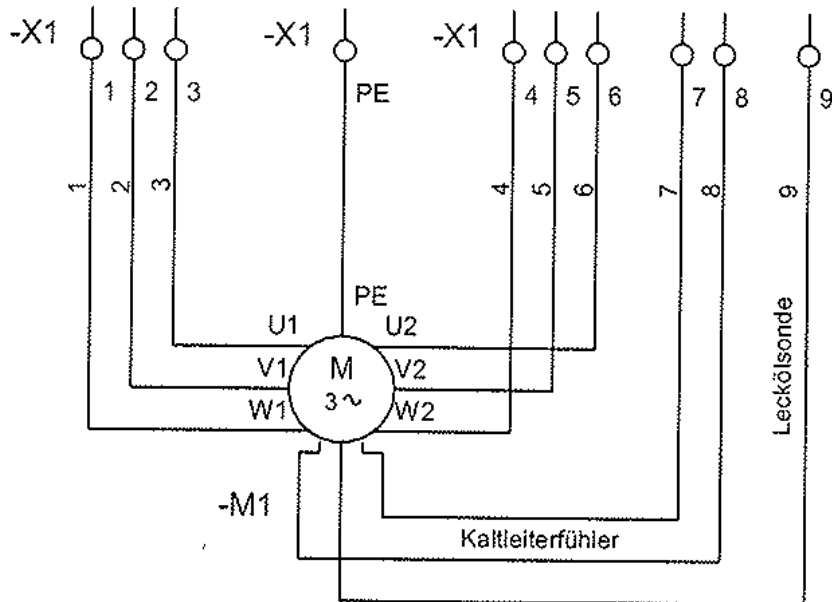 -X1 -X1 -X1
1 2 3 PE 4 5 6 7 8 9
1 2 3 4 5 6 7 8 9
PE
U1 U2
V1 M V2
W1 3~ W2
Leckölsonde
-M1
Kaltleiterfühler